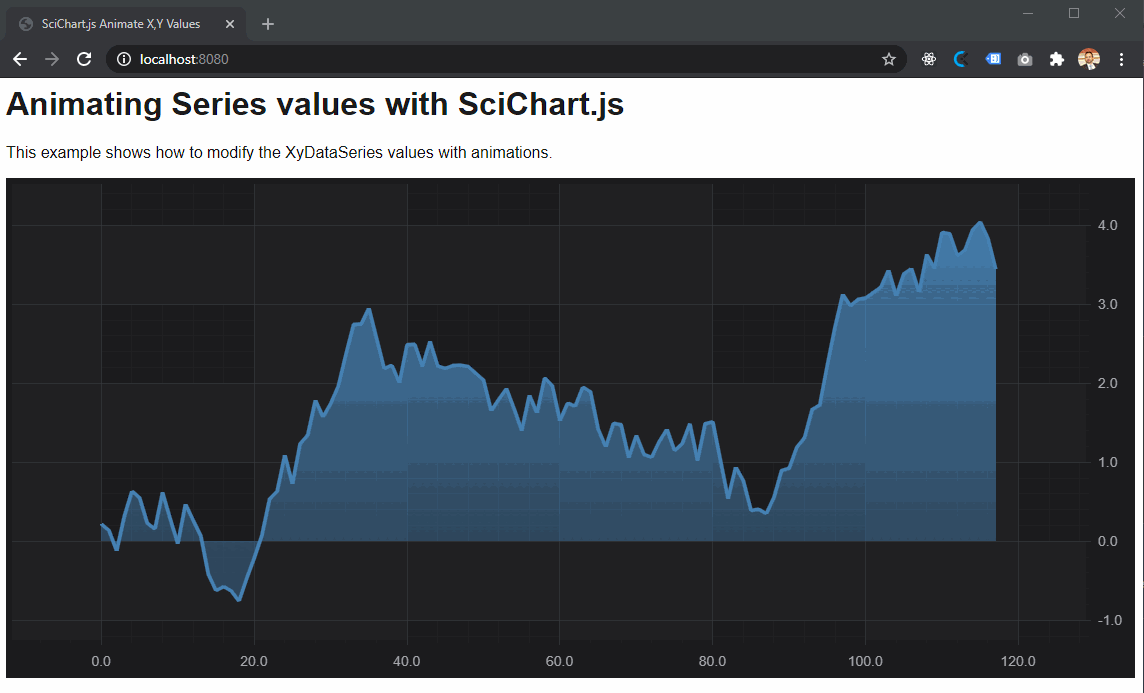 SciChart.js Animate X,Y Values
localhost:8080
Animating Series values with SciChart.js
This example shows how to modify the XyDataSeries values with animations.
4.0
3.0
2.0
1.0
0.0
-1.0
0.0 20.0 40.0 60.0 80.0 100.0 120.0